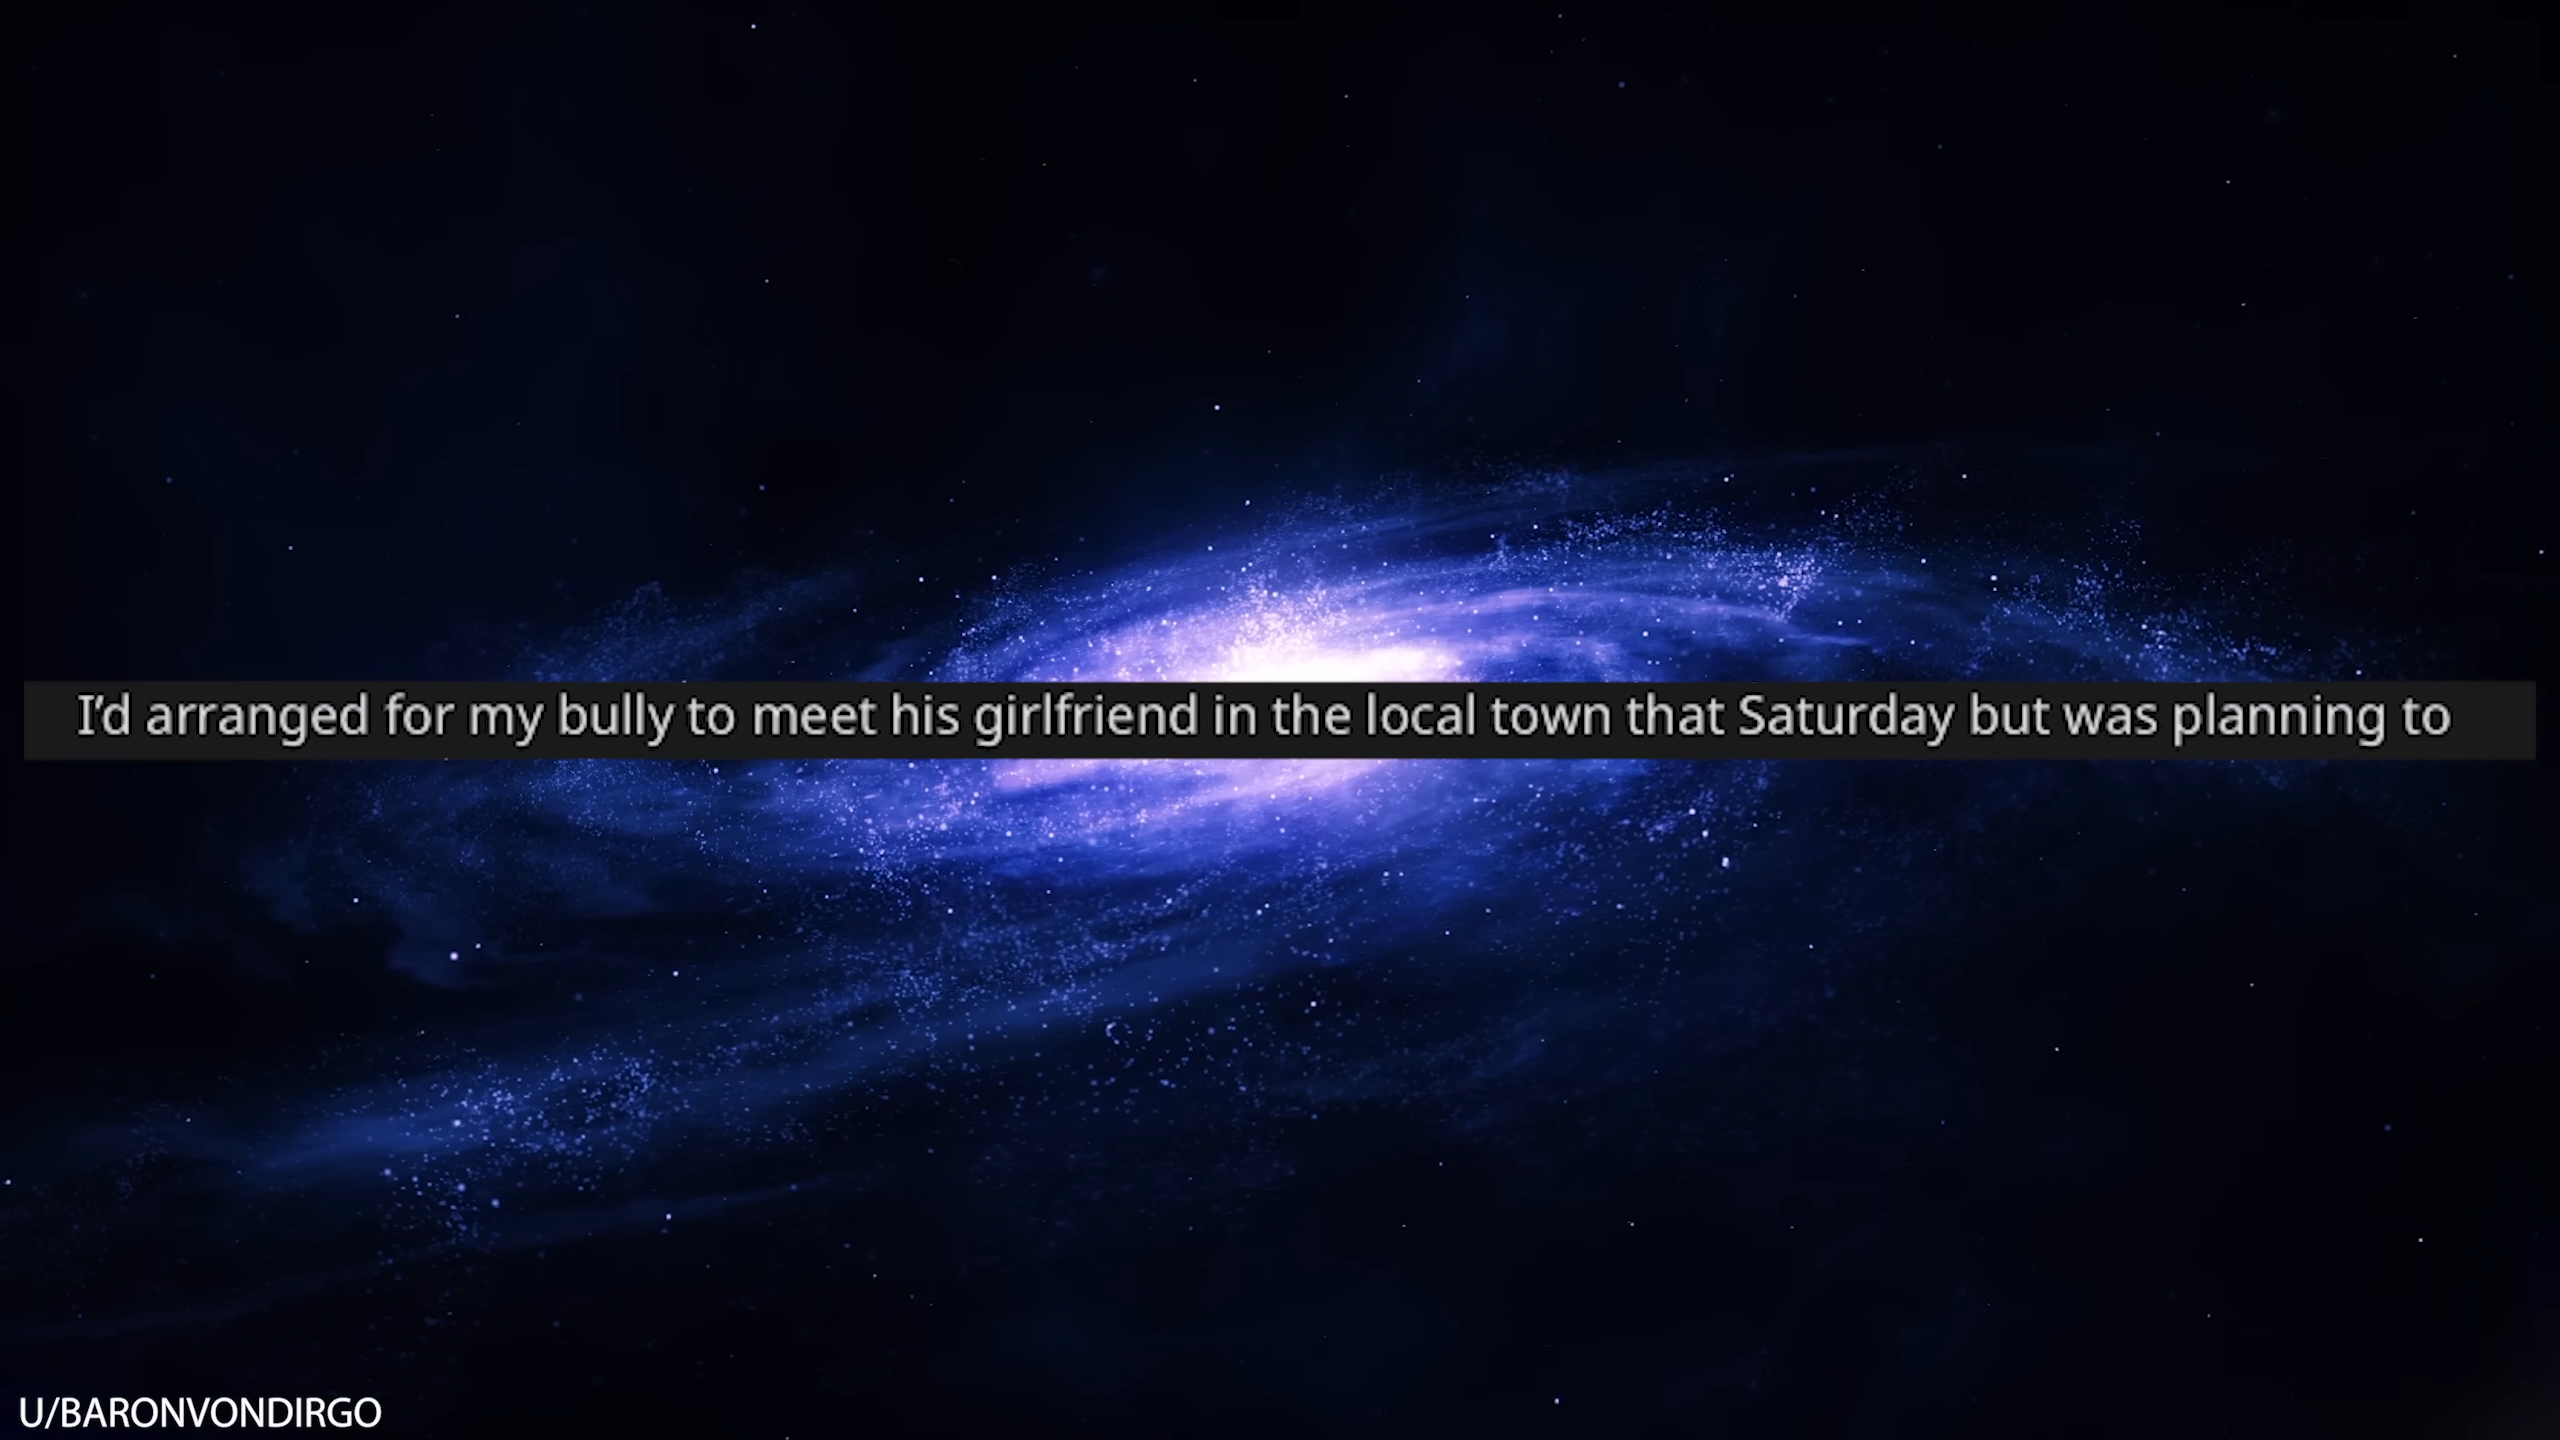 I’d arranged for my bully to meet his girlfriend in the local town that Saturday but was planning to
U/BARONVONDIRGO